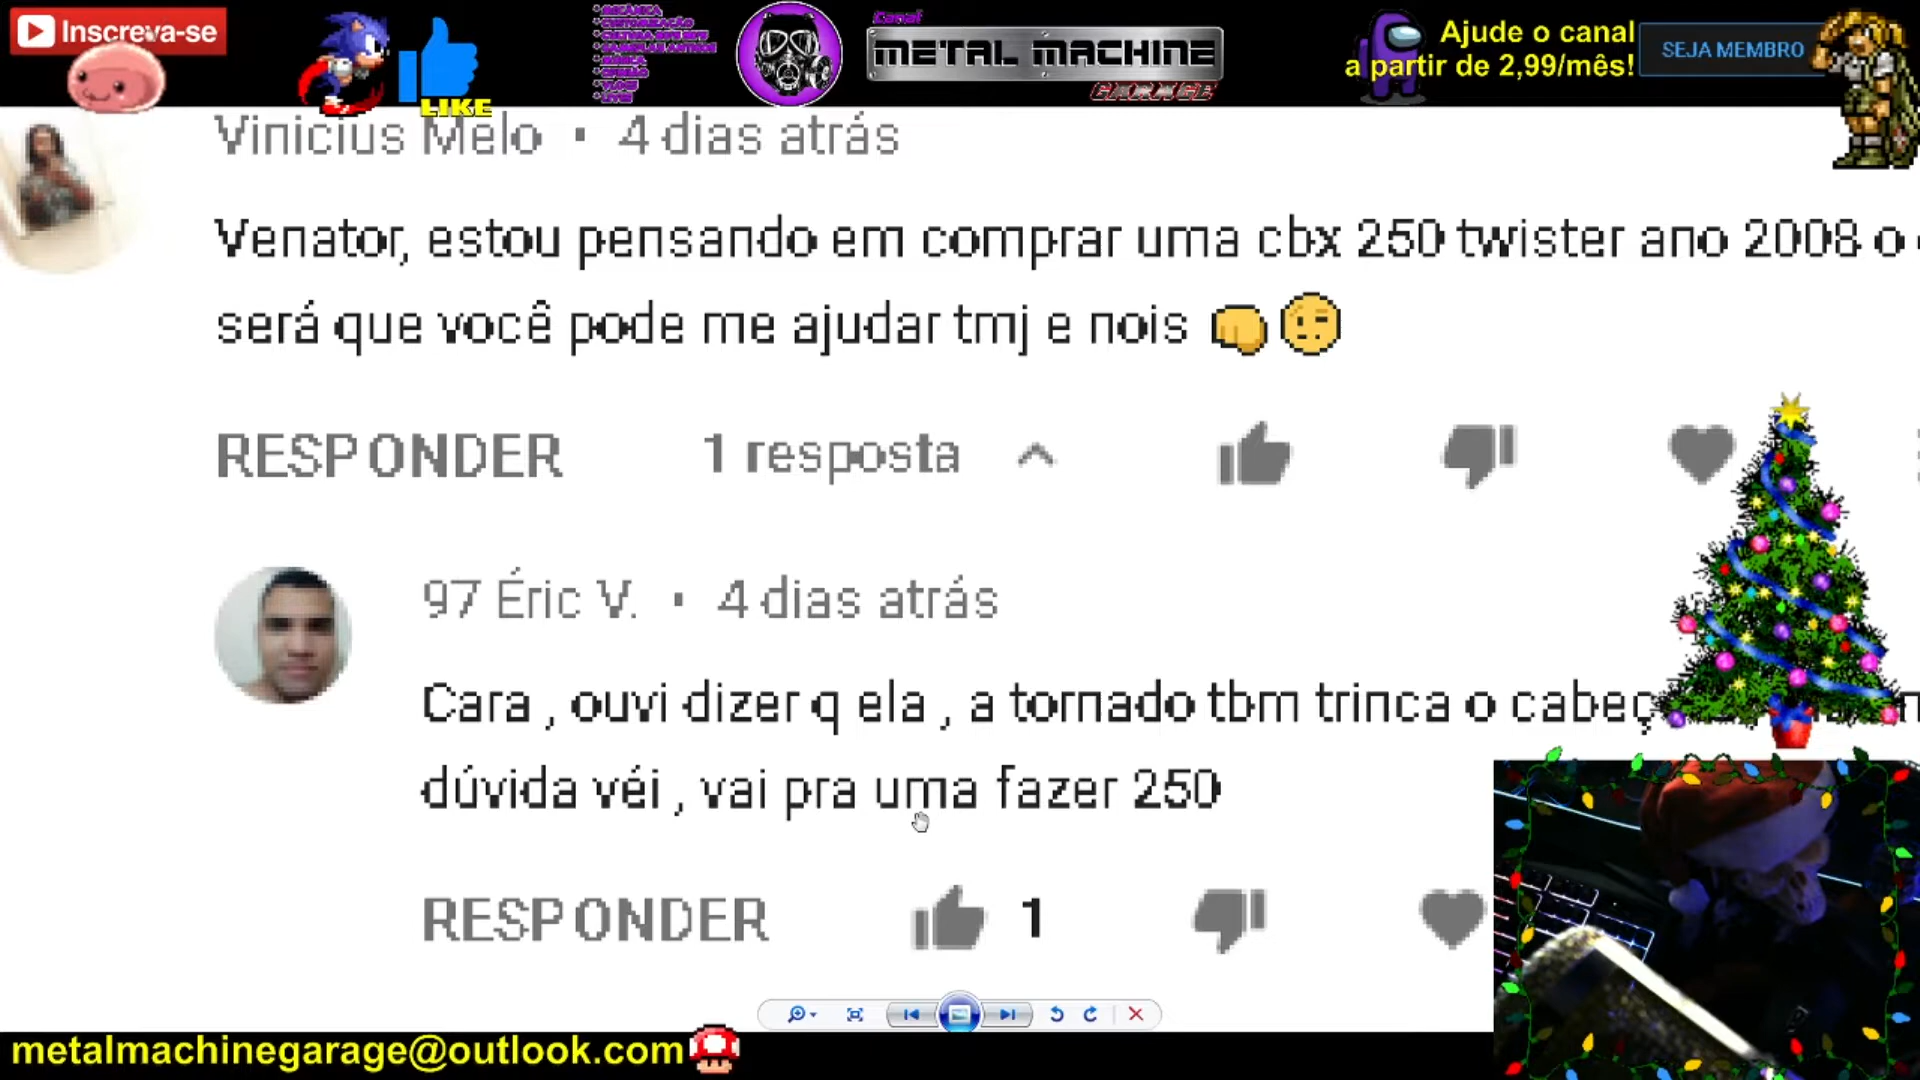 Inscreva-se
LIKE
Canal
METAL MACHINE
GARAGE
Ajude o canal
a partir de 2,99/mês!
SEJA MEMBRO
Vinicius Melo · 4 dias atrás
Venator, estou pensando em comprar uma cbx 250 twister ano 2008 o
será que você pode me ajudar tmj e nois
RESPONDER 1 resposta
97 Éric V. · 4 dias atrás
Cara , ouvi dizer q ela , a tornado tbm trinca o cabeç
dúvida véi , vai pra uma fazer 250
RESPONDER 1
metalmachinegarage@outlook.com